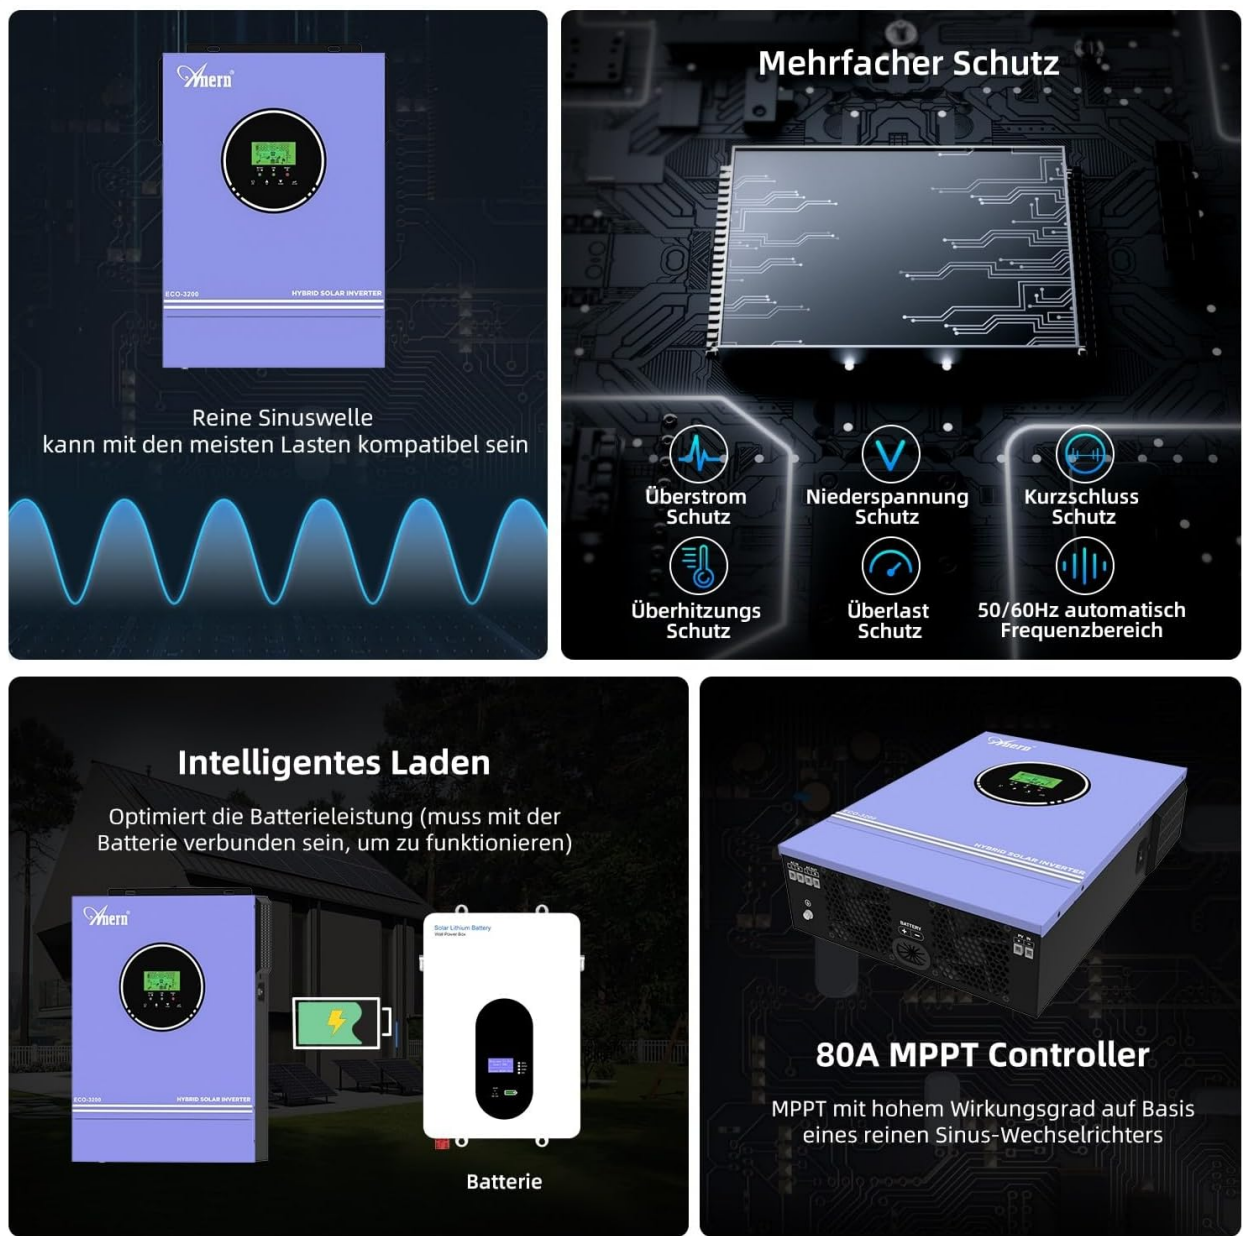 Anern®
ECO-3200 HYBRID SOLAR INVERTER
Reine Sinuswelle
kann mit den meisten Lasten kompatibel sein
Mehrfacher Schutz
Überstrom
Schutz
Niederspannung
Schutz
Kurzschluss
Schutz
Überhitzungs
Schutz
Überlast
Schutz
50/60Hz automatisch
Frequenzbereich
Intelligentes Laden
Optimiert die Batterieleistung (muss mit der
Batterie verbunden sein, um zu funktionieren)
Anern®
ECO-3200 HYBRID SOLAR INVERTER
Solar Lithium Battery
Batterie
Anern
ECO-3200
HYBRID SOLAR INVERTER
BATTERY
+ −
80A MPPT Controller
MPPT mit hohem Wirkungsgrad auf Basis
eines reinen Sinus-Wechselrichters